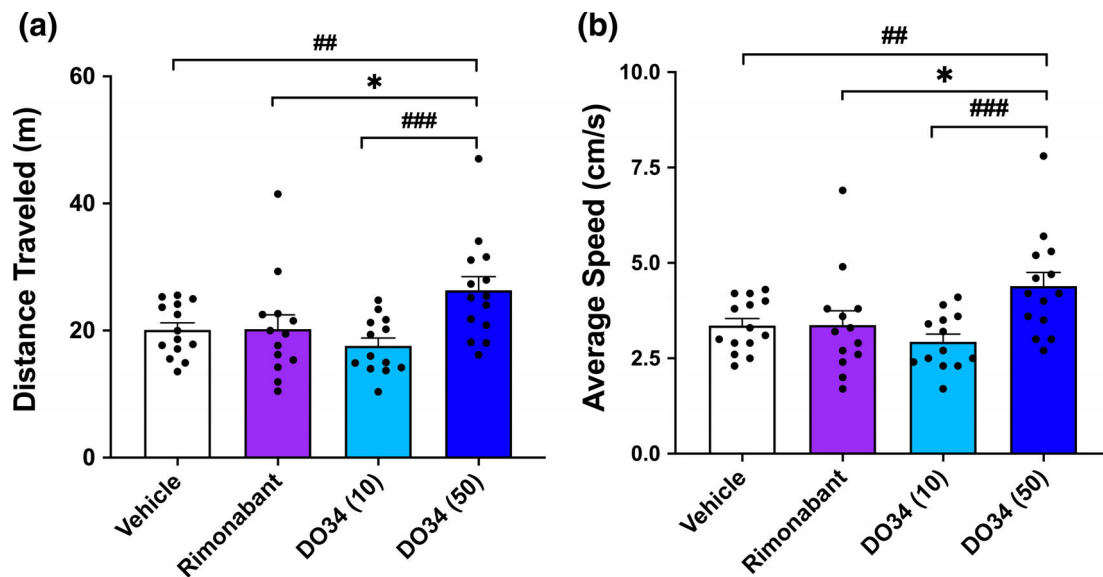 (a)
##
*
###
Distance Traveled (m)
60
40
20
0
Vehicle
Rimonabant
DO34 (10)
DO34 (50)
(b)
##
*
###
Average Speed (cm/s)
10.0
7.5
5.0
2.5
0.0
Vehicle
Rimonabant
DO34 (10)
DO34 (50)